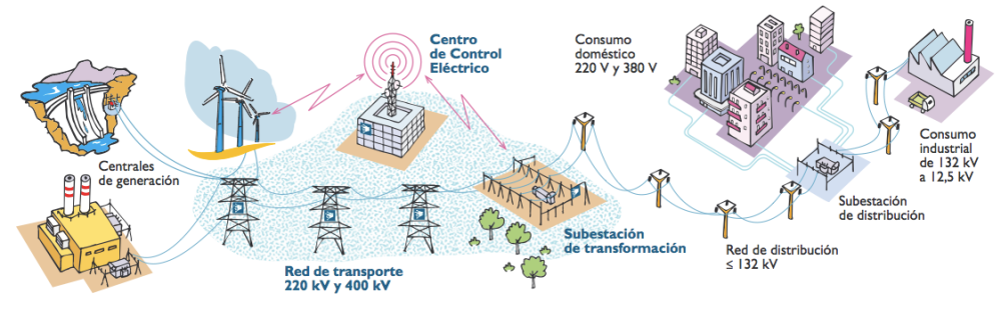 Centrales
de generación
Centro
de Control
Eléctrico
Red de transporte
220 kV y 400 kV
Subestación
de transformación
Consumo
doméstico
220 V y 380 V
Red de distribución
≤ 132 kV
Subestación
de distribución
Consumo
industrial
de 132 kV
a 12,5 kV